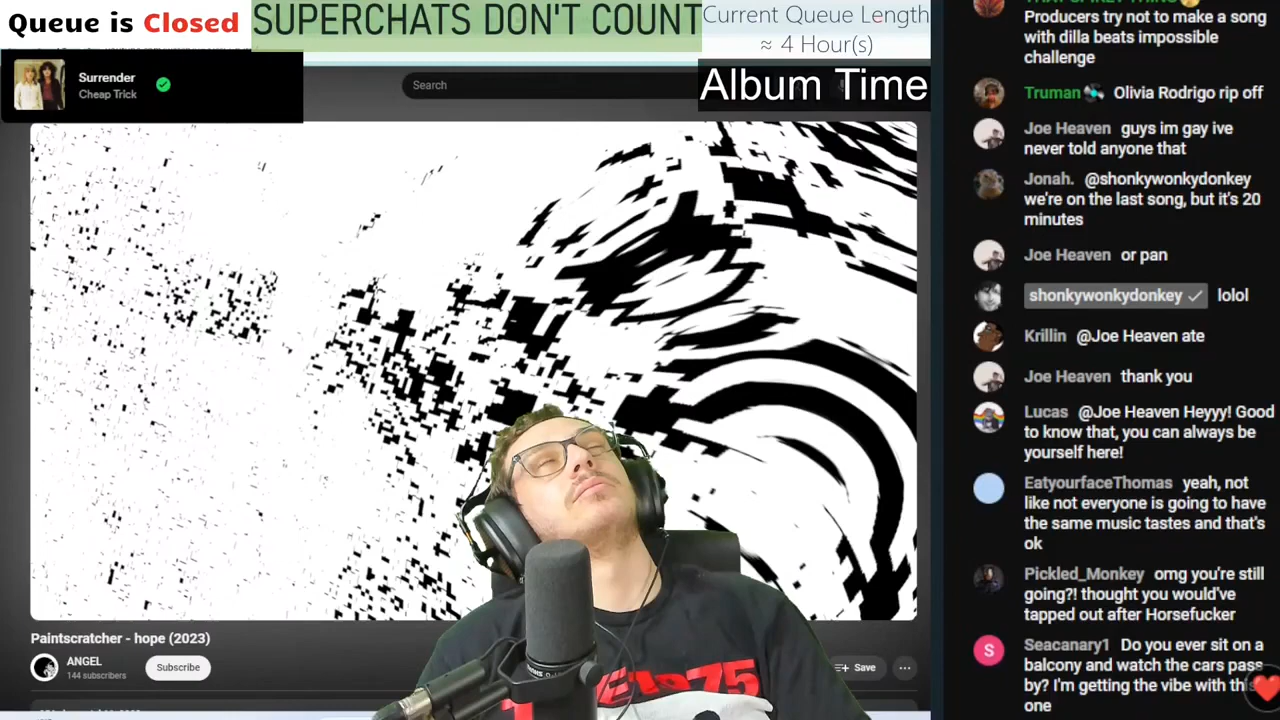 Queue is Closed
SUPERCHATS DON'T COUNT
Current Queue Length
≈ 4 Hour(s)
Album Time
Surrender
Cheap Trick
Search
Paintscratcher - hope (2023)
ANGEL
144 subscribers
Subscribe
Save
1975
Producers try not to make a song
with dilla beats impossible
challenge
Truman Olivia Rodrigo rip off
Joe Heaven guys im gay ive
never told anyone that
Jonah. @shonkywonkydonkey
we're on the last song, but it's 20
minutes
Joe Heaven or pan
shonkywonkydonkey lolol
Krillin @Joe Heaven ate
Joe Heaven thank you
Lucas @Joe Heaven Heyyy! Good
to know that, you can always be
yourself here!
EatyourfaceThomas yeah, not
like not everyone is going to have
the same music tastes and that's
ok
Pickled_Monkey omg you're still
going?! thought you would've
tapped out after Horsefucker
S
Seacanary1 Do you ever sit on a
balcony and watch the cars pass
by? I'm getting the vibe with this
one